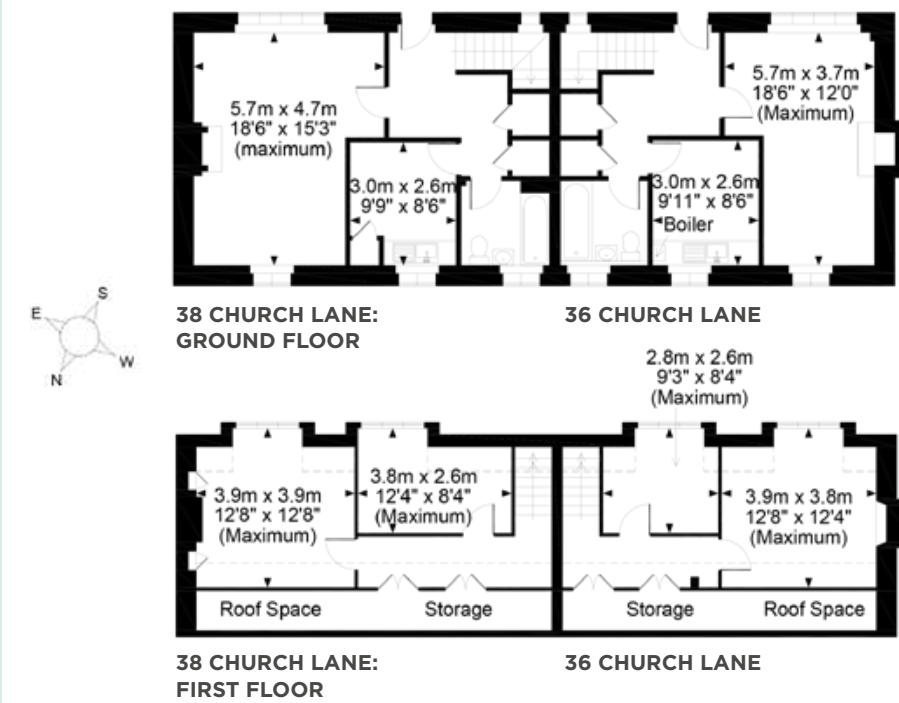 5.7m x 4.7m
18'6" x 15'3"
(maximum)
5.7m x 3.7m
18'6" x 12'0"
(Maximum)
3.0m x 2.6m
9'9" x 8'6"
3.0m x 2.6m
9'11" x 8'6"
Boiler
38 CHURCH LANE:
GROUND FLOOR
36 CHURCH LANE
S
E
W
N
2.8m x 2.6m
9'3" x 8'4"
(Maximum)
3.9m x 3.9m
12'8" x 12'8"
(Maximum)
3.8m x 2.6m
12'4" x 8'4"
(Maximum)
3.9m x 3.8m
12'8" x 12'4"
(Maximum)
Roof Space
Storage
Storage
Roof Space
38 CHURCH LANE:
FIRST FLOOR
36 CHURCH LANE